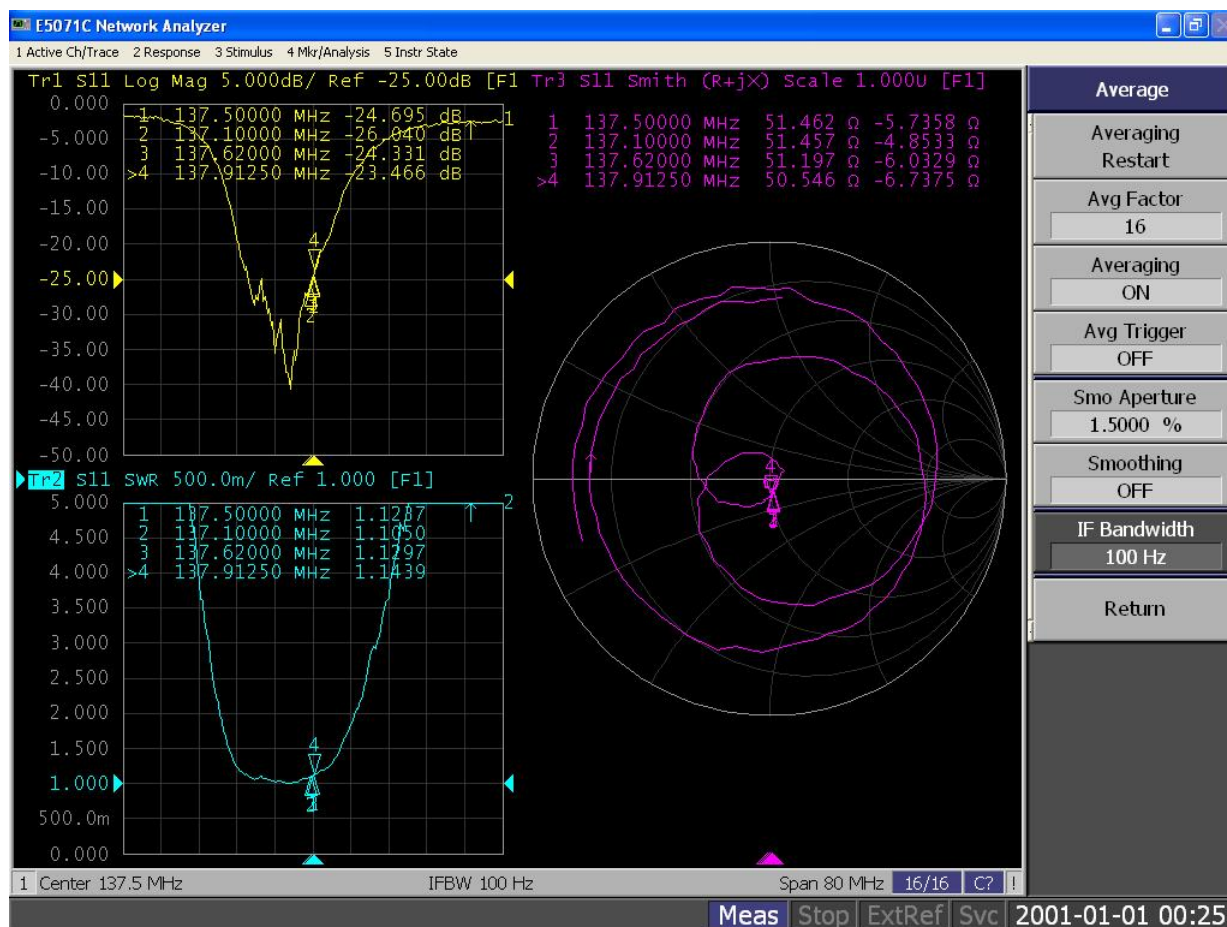 E5071C Network Analyzer
1 Active Ch/Trace 2 Response 3 Stimulus 4 Mkr/Analysis 5 Instr State
Tr1 S11 Log Mag 5.000dB/ Ref -25.00dB [F1
0.000
-5.000
-10.00
-15.00
-20.00
-25.00
-30.00
-35.00
-40.00
-45.00
-50.00
1 137.50000 MHz -24.695 dB
2 137.10000 MHz -26.040 dB
3 137.62000 MHz -24.331 dB
>4 137.91250 MHz -23.466 dB
1
4
2
Tr2 S11 SWR 500.0m/ Ref 1.000 [F1]
5.000
4.500
4.000
3.500
3.000
2.500
2.000
1.500
1.000
500.0m
0.000
1 137.50000 MHz 1.1237
2 137.10000 MHz 1.1050
3 137.62000 MHz 1.1297
>4 137.91250 MHz 1.1439
2
4
Tr3 S11 Smith (R+jX) Scale 1.000U [F1]
1 137.50000 MHz 51.462 Ω -5.7358 Ω
2 137.10000 MHz 51.457 Ω -4.8533 Ω
3 137.62000 MHz 51.197 Ω -6.0329 Ω
>4 137.91250 MHz 50.546 Ω -6.7375 Ω
4
Average
Averaging
Restart
Avg Factor
16
Averaging
ON
Avg Trigger
OFF
Smo Aperture
1.5000 %
Smoothing
OFF
IF Bandwidth
100 Hz
Return
1 Center 137.5 MHz IFBW 100 Hz Span 80 MHz 16/16 C? !
Meas Stop ExtRef Svc 2001-01-01 00:25